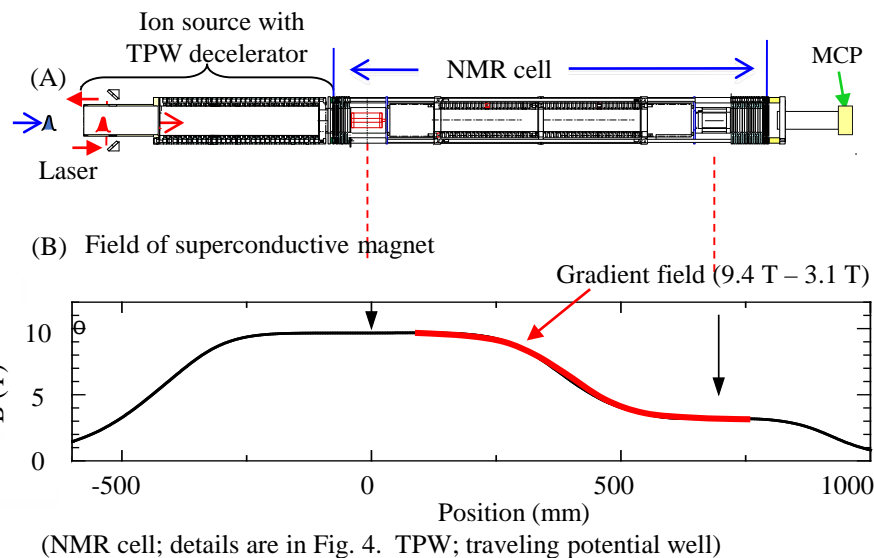 Ion source with
TPW decelerator
(A)
NMR cell
MCP
Laser
(B) Field of superconductive magnet
Gradient field (9.4 T – 3.1 T)
10
0
5
0
-500
0
500
1000
Position (mm)
(NMR cell; details are in Fig. 4. TPW; traveling potential well)